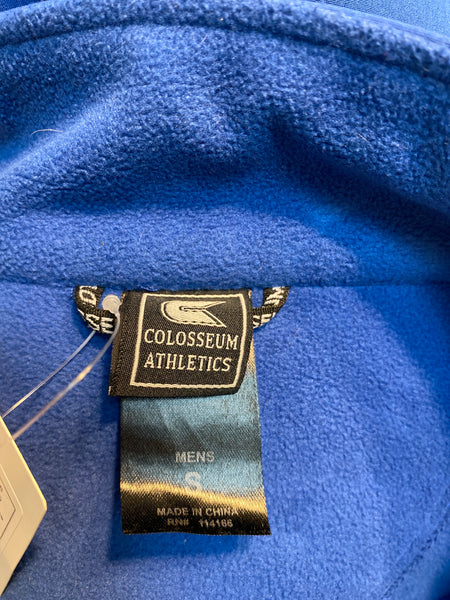 COLOSSEUM
ATHLETICS
MENS
S
MADE IN CHINA
RN# 114166